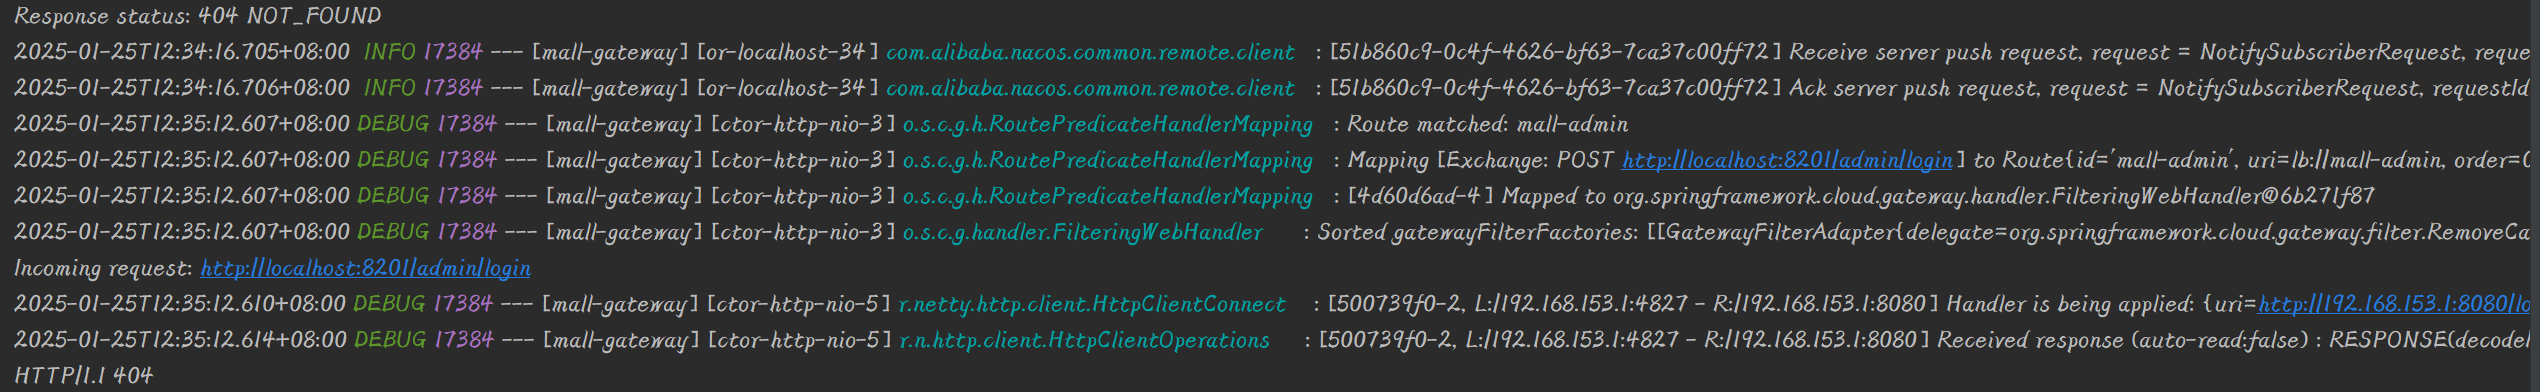 Response status: 404 NOT_FOUND
2025-01-25T12:34:16.705+08:00  INFO 17384 --- [mall-gateway] [or-localhost-34] com.alibaba.nacos.common.remote.client   : [51b860c9-0c4f-4626-bf63-7ca37c00ff72] Receive server push request, request = NotifySubscriberRequest, reque
2025-01-25T12:34:16.706+08:00  INFO 17384 --- [mall-gateway] [or-localhost-34] com.alibaba.nacos.common.remote.client   : [51b860c9-0c4f-4626-bf63-7ca37c00ff72] Ack server push request, request = NotifySubscriberRequest, requestId
2025-01-25T12:35:12.607+08:00 DEBUG 17384 --- [mall-gateway] [ctor-http-nio-3] o.s.c.g.h.RoutePredicateHandlerMapping   : Route matched: mall-admin
2025-01-25T12:35:12.607+08:00 DEBUG 17384 --- [mall-gateway] [ctor-http-nio-3] o.s.c.g.h.RoutePredicateHandlerMapping   : Mapping [Exchange: POST http://localhost:8201/admin/login] to Route{id='mall-admin', uri=lb://mall-admin, order=0
2025-01-25T12:35:12.607+08:00 DEBUG 17384 --- [mall-gateway] [ctor-http-nio-3] o.s.c.g.h.RoutePredicateHandlerMapping   : [4d60d6ad-4] Mapped to org.springframework.cloud.gateway.handler.FilteringWebHandler@6b271f87
2025-01-25T12:35:12.607+08:00 DEBUG 17384 --- [mall-gateway] [ctor-http-nio-3] o.s.c.g.handler.FilteringWebHandler      : Sorted gatewayFilterFactories: [[GatewayFilterAdapter{delegate=org.springframework.cloud.gateway.filter.RemoveCa
Incoming request: http://localhost:8201/admin/login
2025-01-25T12:35:12.610+08:00 DEBUG 17384 --- [mall-gateway] [ctor-http-nio-5] r.netty.http.client.HttpClientConnect    : [500739f0-2, L:/192.168.153.1:4827 - R:/192.168.153.1:8080] Handler is being applied: {uri=http://192.168.153.1:8080/lo
2025-01-25T12:35:12.614+08:00 DEBUG 17384 --- [mall-gateway] [ctor-http-nio-5] r.n.http.client.HttpClientOperations     : [500739f0-2, L:/192.168.153.1:4827 - R:/192.168.153.1:8080] Received response (auto-read:false) : RESPONSE(decodeR
HTTP/1.1 404